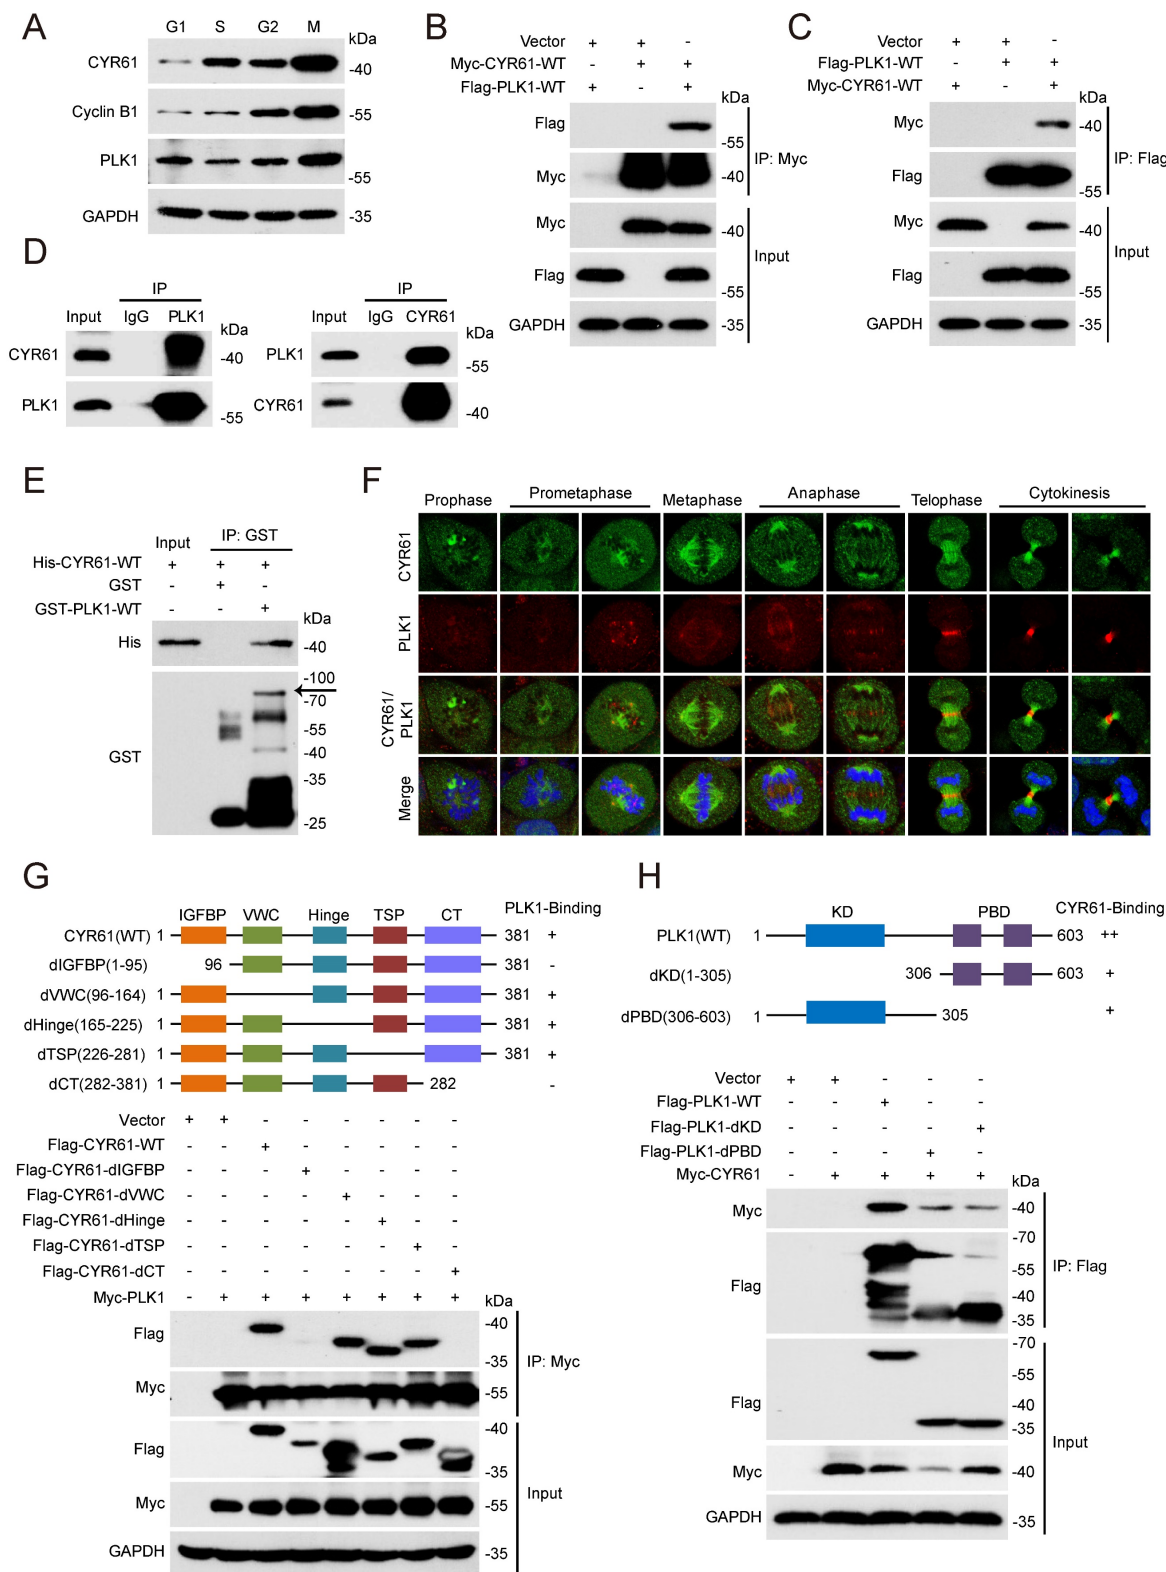 A
G1 S G2 M
kDa
CYR61 -40
Cyclin B1 -55
PLK1 -55
GAPDH -35
B
Vector + + -
Myc-CYR61-WT - + +
Flag-PLK1-WT + - +
kDa
Flag -55
Myc -40
IP: Myc
Myc -40
Flag -55
GAPDH -35
Input
C
Vector + + -
Flag-PLK1-WT - + +
Myc-CYR61-WT + - +
kDa
Myc -40
Flag -55
IP: Flag
Myc -40
Flag -55
GAPDH -35
Input
D
IP
Input IgG PLK1
kDa
CYR61 -40
PLK1 -55
IP
Input IgG CYR61
kDa
PLK1 -55
CYR61 -40
E
Input IP: GST
His-CYR61-WT + + +
GST - + -
GST-PLK1-WT - - +
kDa
His -40
GST
-100
-70
-55
-40
-35
-25
F
Prophase Prometaphase Metaphase Anaphase Telophase Cytokinesis
CYR61
PLK1
CYR61/
PLK1
Merge
G
IGFBP VWC Hinge TSP CT PLK1-Binding
CYR61(WT) 1 381 +
dIGFBP(1-95) 96 381 -
dVWC(96-164) 1 381 +
dHinge(165-225) 1 381 +
dTSP(226-281) 1 381 +
dCT(282-381) 1 282 -
Vector + + - - - - - -
Flag-CYR61-WT - - + - - - - -
Flag-CYR61-dIGFBP - - - + - - - -
Flag-CYR61-dVWC - - - - + - - -
Flag-CYR61-dHinge - - - - - + - -
Flag-CYR61-dTSP - - - - - - + -
Flag-CYR61-dCT - - - - - - - +
Myc-PLK1 - + + + + + + +
kDa
Flag -40
-35
Myc -55
IP: Myc
Flag -40
-35
Myc -55
GAPDH -35
Input
H
KD PBD CYR61-Binding
PLK1(WT) 1 603 ++
dKD(1-305) 306 603 +
dPBD(306-603) 1 305 +
Vector + + - - -
Flag-PLK1-WT - - + - -
Flag-PLK1-dKD - - - - +
Flag-PLK1-dPBD - - - + -
Myc-CYR61 - + + + +
kDa
Myc -40
Flag
-70
-55
-40
-35
IP: Flag
Flag
-70
-55
-40
-35
Myc -40
GAPDH -35
Input